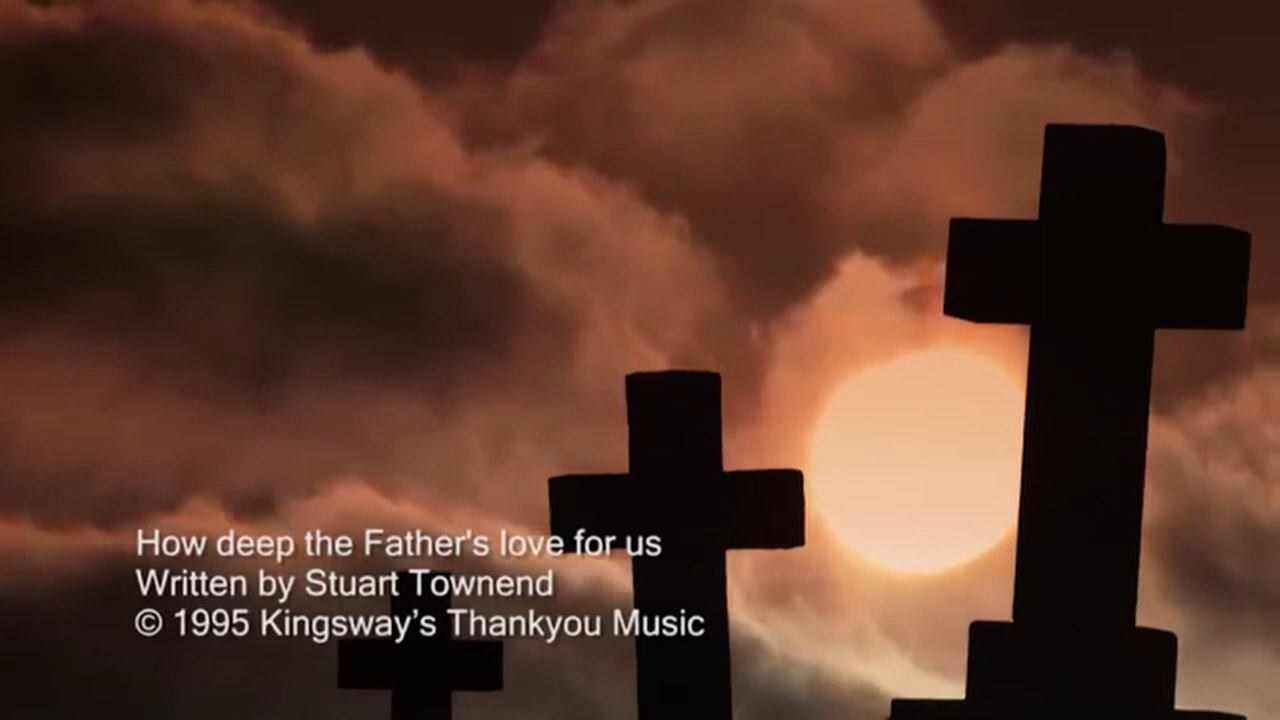 How deep the Father's love for us
Written by Stuart Townend
© 1995 Kingsway’s Thankyou Music